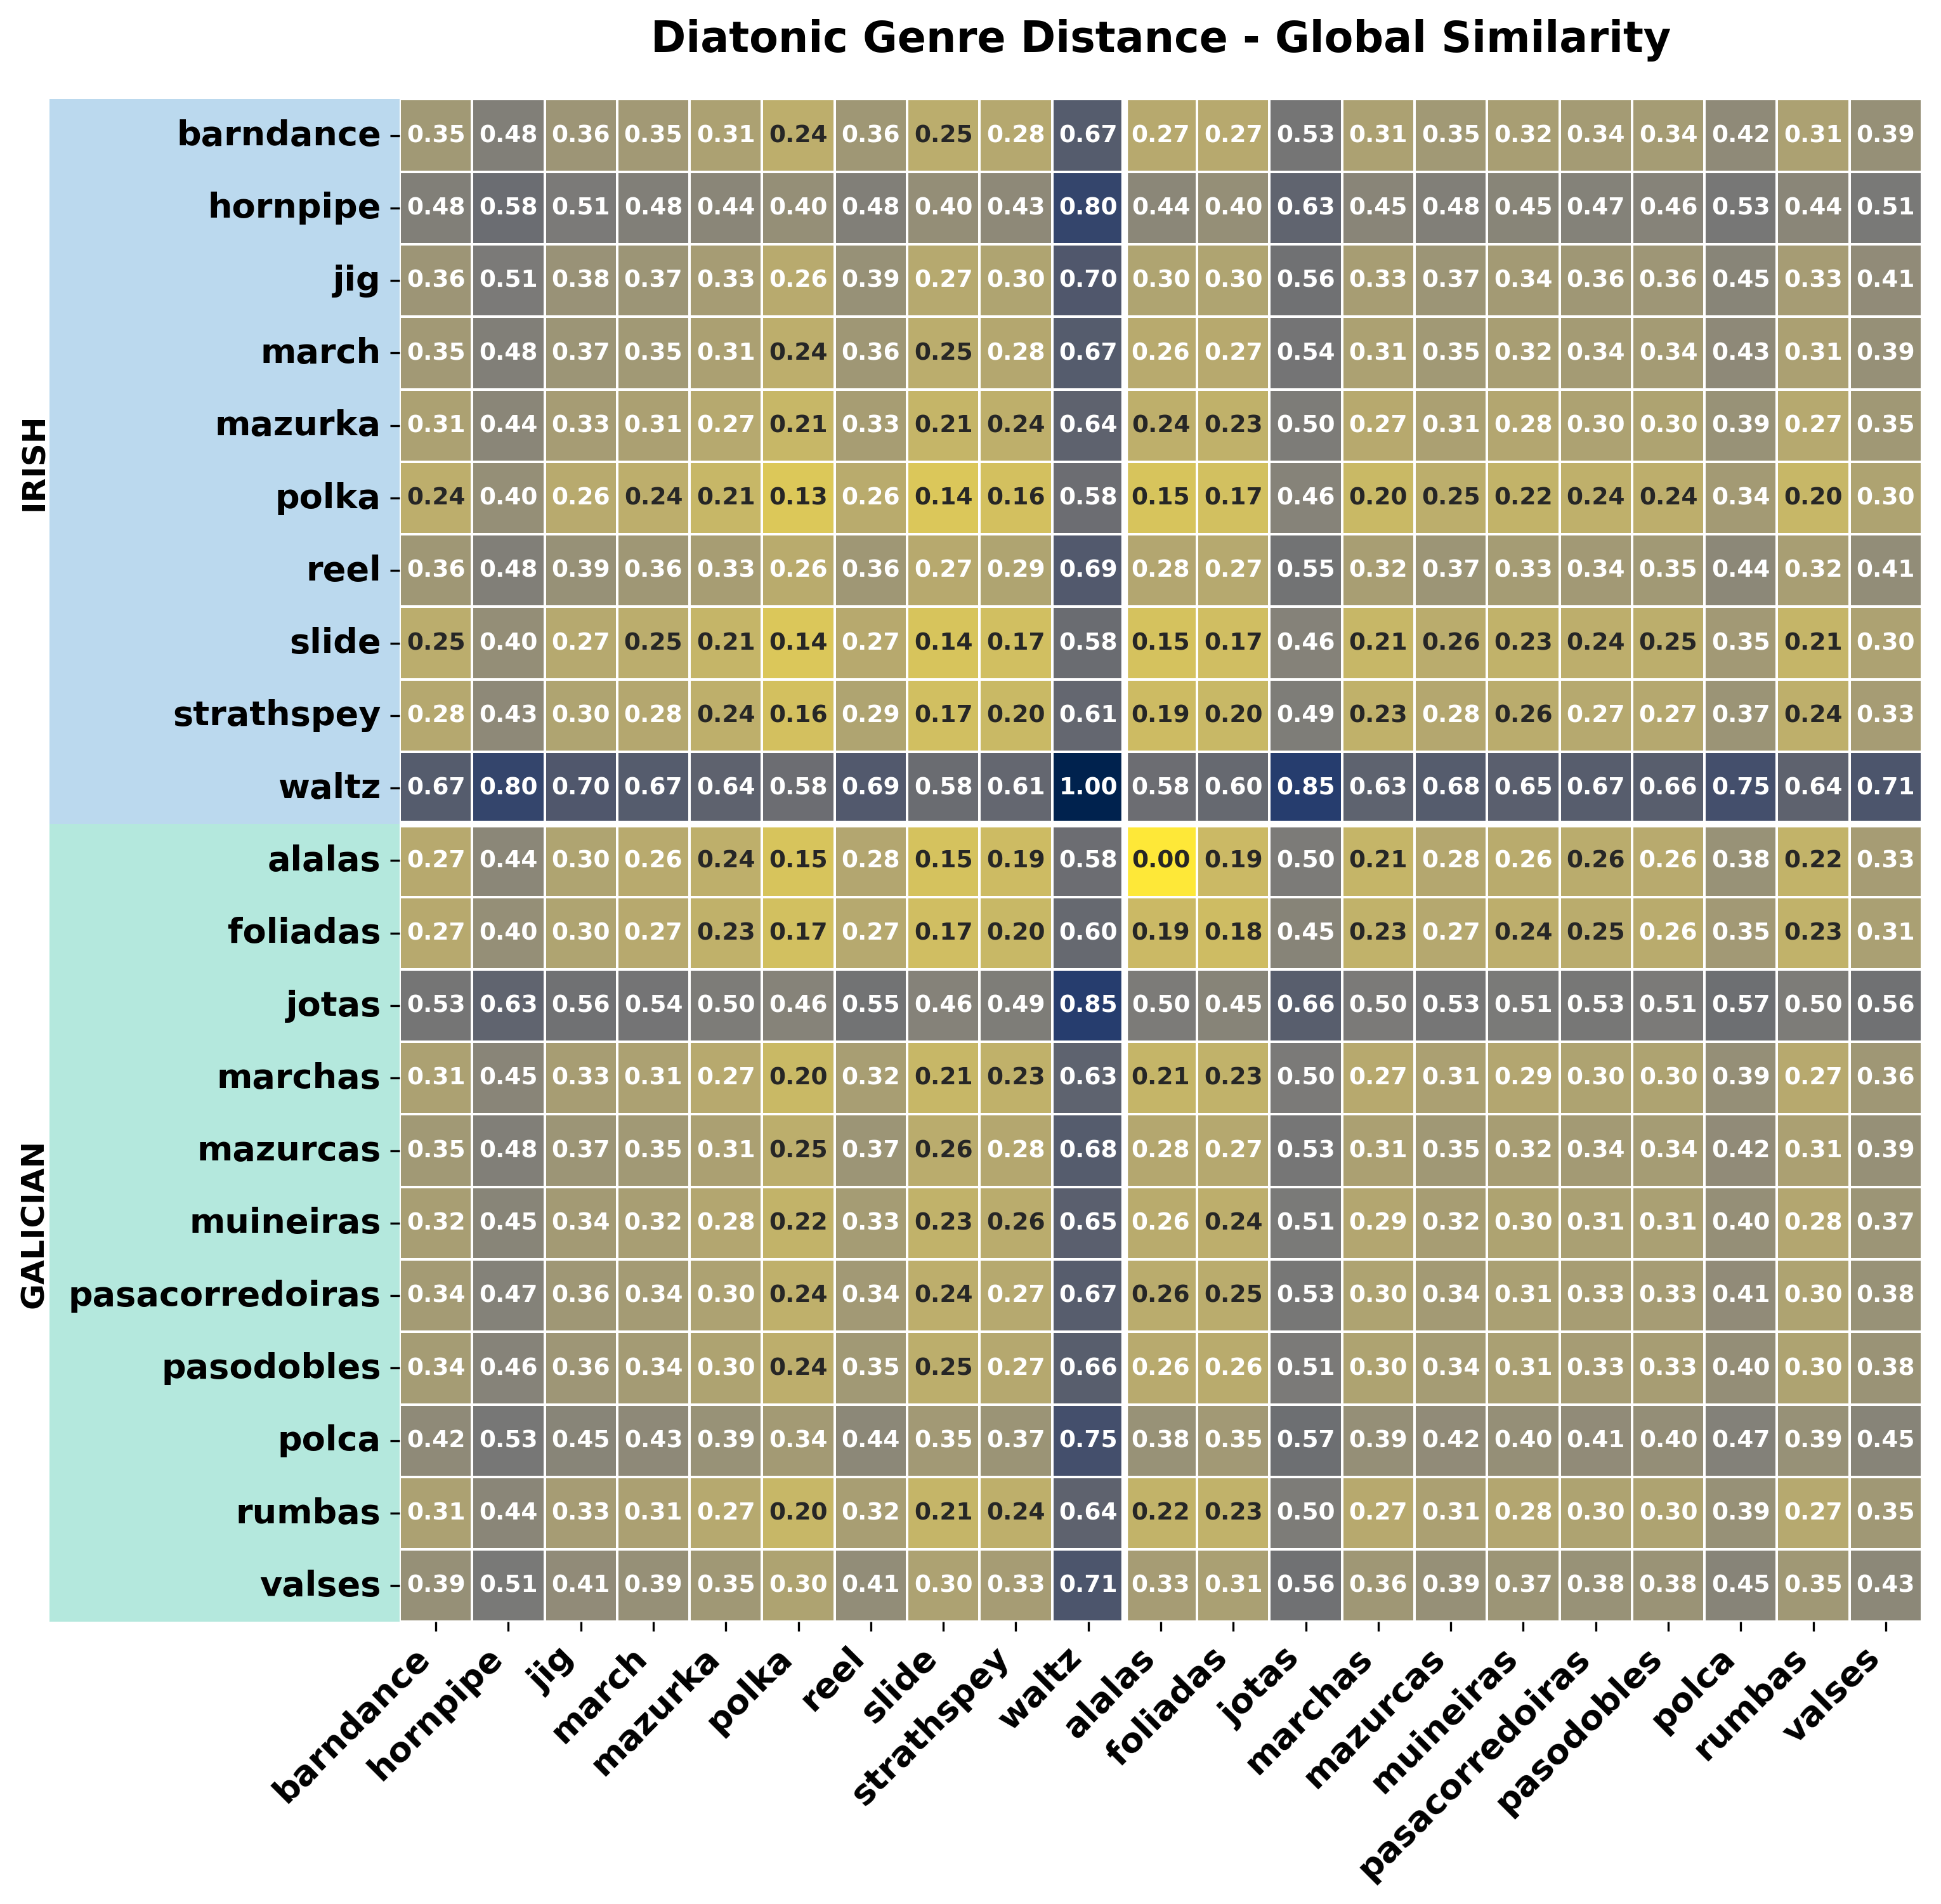 Diatonic Genre Distance - Global Similarity
IRISH
barndance 0.35 0.48 0.36 0.35 0.31 0.24 0.36 0.25 0.28 0.67 0.27 0.27 0.53 0.31 0.35 0.32 0.34 0.34 0.42 0.31 0.39
hornpipe 0.48 0.58 0.51 0.48 0.44 0.40 0.48 0.40 0.43 0.80 0.44 0.40 0.63 0.45 0.48 0.45 0.47 0.46 0.53 0.44 0.51
jig 0.36 0.51 0.38 0.37 0.33 0.26 0.39 0.27 0.30 0.70 0.30 0.30 0.56 0.33 0.37 0.34 0.36 0.36 0.45 0.33 0.41
march 0.35 0.48 0.37 0.35 0.31 0.24 0.36 0.25 0.28 0.67 0.26 0.27 0.54 0.31 0.35 0.32 0.34 0.34 0.43 0.31 0.39
mazurka 0.31 0.44 0.33 0.31 0.27 0.21 0.33 0.21 0.24 0.64 0.24 0.23 0.50 0.27 0.31 0.28 0.30 0.30 0.39 0.27 0.35
polka 0.24 0.40 0.26 0.24 0.21 0.13 0.26 0.14 0.16 0.58 0.15 0.17 0.46 0.20 0.25 0.22 0.24 0.24 0.34 0.20 0.30
reel 0.36 0.48 0.39 0.36 0.33 0.26 0.36 0.27 0.29 0.69 0.28 0.27 0.55 0.32 0.37 0.33 0.34 0.35 0.44 0.32 0.41
slide 0.25 0.40 0.27 0.25 0.21 0.14 0.27 0.14 0.17 0.58 0.15 0.17 0.46 0.21 0.26 0.23 0.24 0.25 0.35 0.21 0.30
strathspey 0.28 0.43 0.30 0.28 0.24 0.16 0.29 0.17 0.20 0.61 0.19 0.20 0.49 0.23 0.28 0.26 0.27 0.27 0.37 0.24 0.33
waltz 0.67 0.80 0.70 0.67 0.64 0.58 0.69 0.58 0.61 1.00 0.58 0.60 0.85 0.63 0.68 0.65 0.67 0.66 0.75 0.64 0.71
GALICIAN
alalas 0.27 0.44 0.30 0.26 0.24 0.15 0.28 0.15 0.19 0.58 0.00 0.19 0.50 0.21 0.28 0.26 0.26 0.26 0.38 0.22 0.33
foliadas 0.27 0.40 0.30 0.27 0.23 0.17 0.27 0.17 0.20 0.60 0.19 0.18 0.45 0.23 0.27 0.24 0.25 0.26 0.35 0.23 0.31
jotas 0.53 0.63 0.56 0.54 0.50 0.46 0.55 0.46 0.49 0.85 0.50 0.45 0.66 0.50 0.53 0.51 0.53 0.51 0.57 0.50 0.56
marchas 0.31 0.45 0.33 0.31 0.27 0.20 0.32 0.21 0.23 0.63 0.21 0.23 0.50 0.27 0.31 0.29 0.30 0.30 0.39 0.27 0.36
mazurcas 0.35 0.48 0.37 0.35 0.31 0.25 0.37 0.26 0.28 0.68 0.28 0.27 0.53 0.31 0.35 0.32 0.34 0.34 0.42 0.31 0.39
muineiras 0.32 0.45 0.34 0.32 0.28 0.22 0.33 0.23 0.26 0.65 0.26 0.24 0.51 0.29 0.32 0.30 0.31 0.31 0.40 0.28 0.37
pasacorredoiras 0.34 0.47 0.36 0.34 0.30 0.24 0.34 0.24 0.27 0.67 0.26 0.25 0.53 0.30 0.34 0.31 0.33 0.33 0.41 0.30 0.38
pasodobles 0.34 0.46 0.36 0.34 0.30 0.24 0.35 0.25 0.27 0.66 0.26 0.26 0.51 0.30 0.34 0.31 0.33 0.33 0.40 0.30 0.38
polca 0.42 0.53 0.45 0.43 0.39 0.34 0.44 0.35 0.37 0.75 0.38 0.35 0.57 0.39 0.42 0.40 0.41 0.40 0.47 0.39 0.45
rumbas 0.31 0.44 0.33 0.31 0.27 0.20 0.32 0.21 0.24 0.64 0.22 0.23 0.50 0.27 0.31 0.28 0.30 0.30 0.39 0.27 0.35
valses 0.39 0.51 0.41 0.39 0.35 0.30 0.41 0.30 0.33 0.71 0.33 0.31 0.56 0.36 0.39 0.37 0.38 0.38 0.45 0.35 0.43
barndance hornpipe jig march mazurka polka reel slide strathspey waltz alalas foliadas jotas marchas mazurcas muineiras pasacorredoiras pasodobles polca rumbas valses